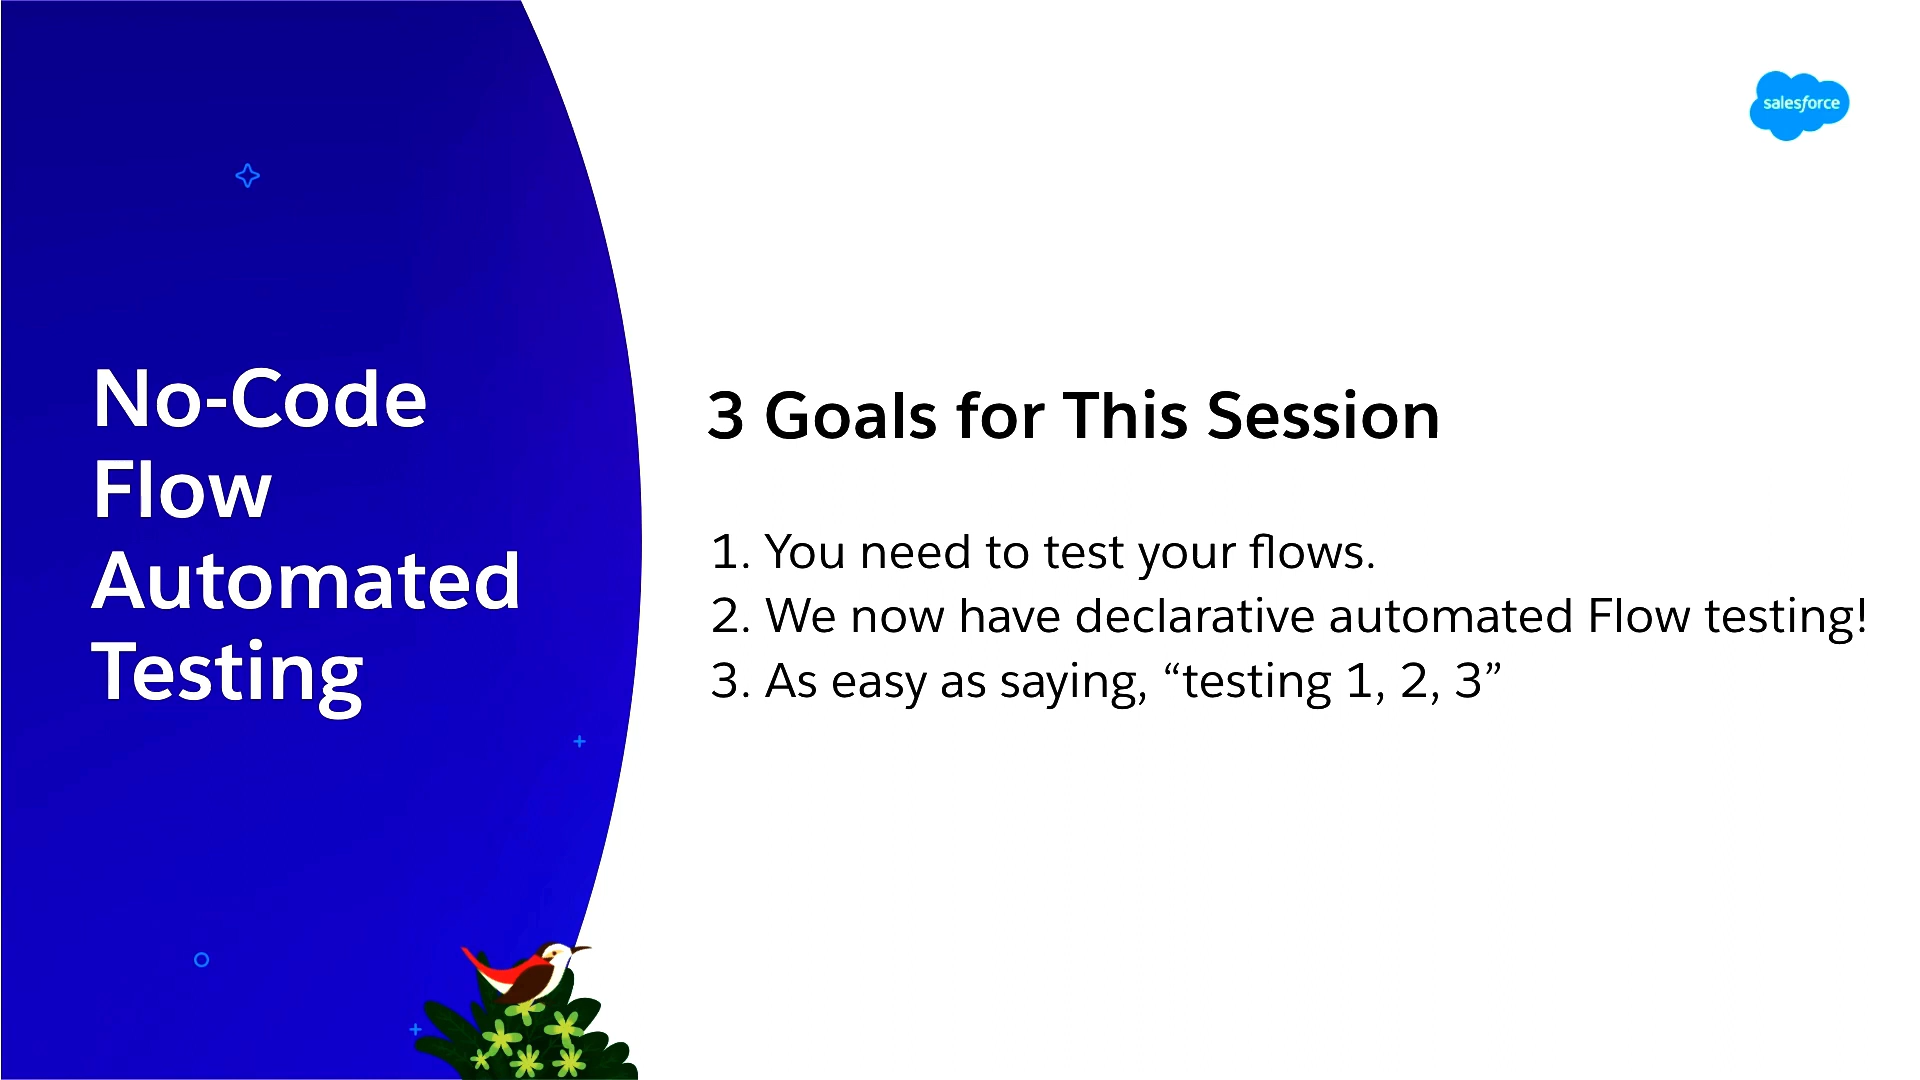 No-Code
Flow
Automated
Testing
salesforce
3 Goals for This Session
1. You need to test your flows.
2. We now have declarative automated Flow testing!
3. As easy as saying, “testing 1, 2, 3”